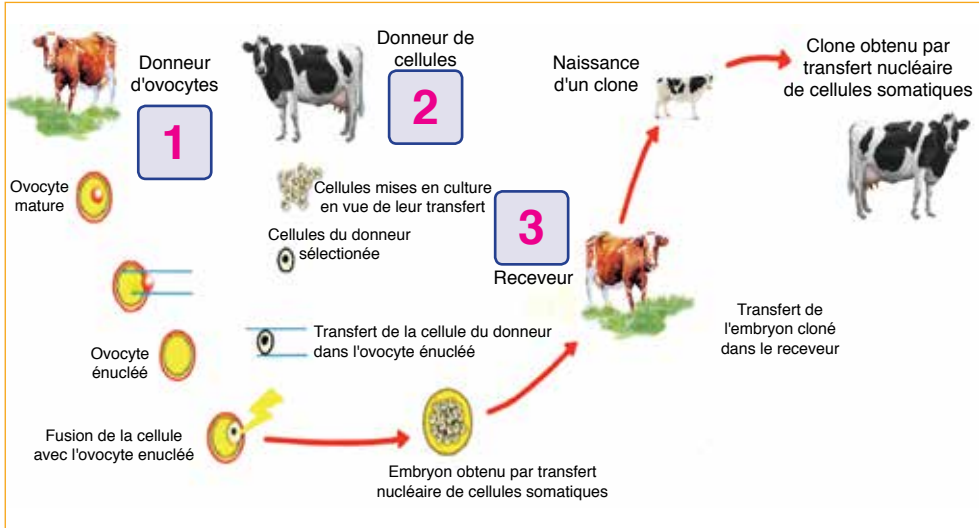 Donneur
d'ovocytes
1
Donneur de
cellules
2
Naissance
d'un clone
Clone obtenu par
transfert nucléaire
de cellules somatiques
Ovocyte
mature
Cellules mises en culture
en vue de leur transfert
Cellules du donneur
sélectionée
3
Receveur
Ovocyte
énucléé
Transfert de la cellule du donneur
dans l'ovocyte énucléé
Transfert de
l'embryon cloné
dans le receveur
Fusion de la cellule
avec l'ovocyte enucléé
Embryon obtenu par transfert
nucléaire de cellules somatiques